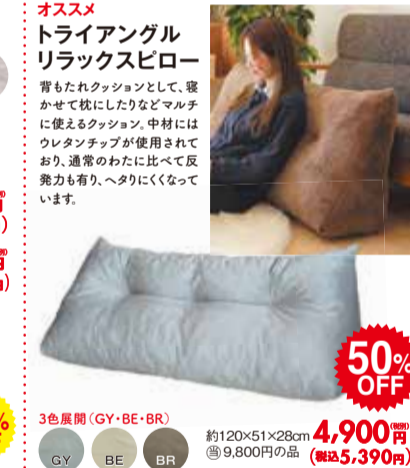 オススメ
トライアングル
リラックスピロー
背もたれクッションとして、寝
かせて枕にしたりなどマルチ
に使えるクッション。中材には
ウレタンチップが使用されて
おり、通常のわたに比べて反
発力も有り、ヘタりにくくなって
います。
50%
OFF
3色展開(GY・BE・BR)
GY BE BR
約120×51×28cm 4,900円(税別)
㊟9,800円の品 (税込5,390円)